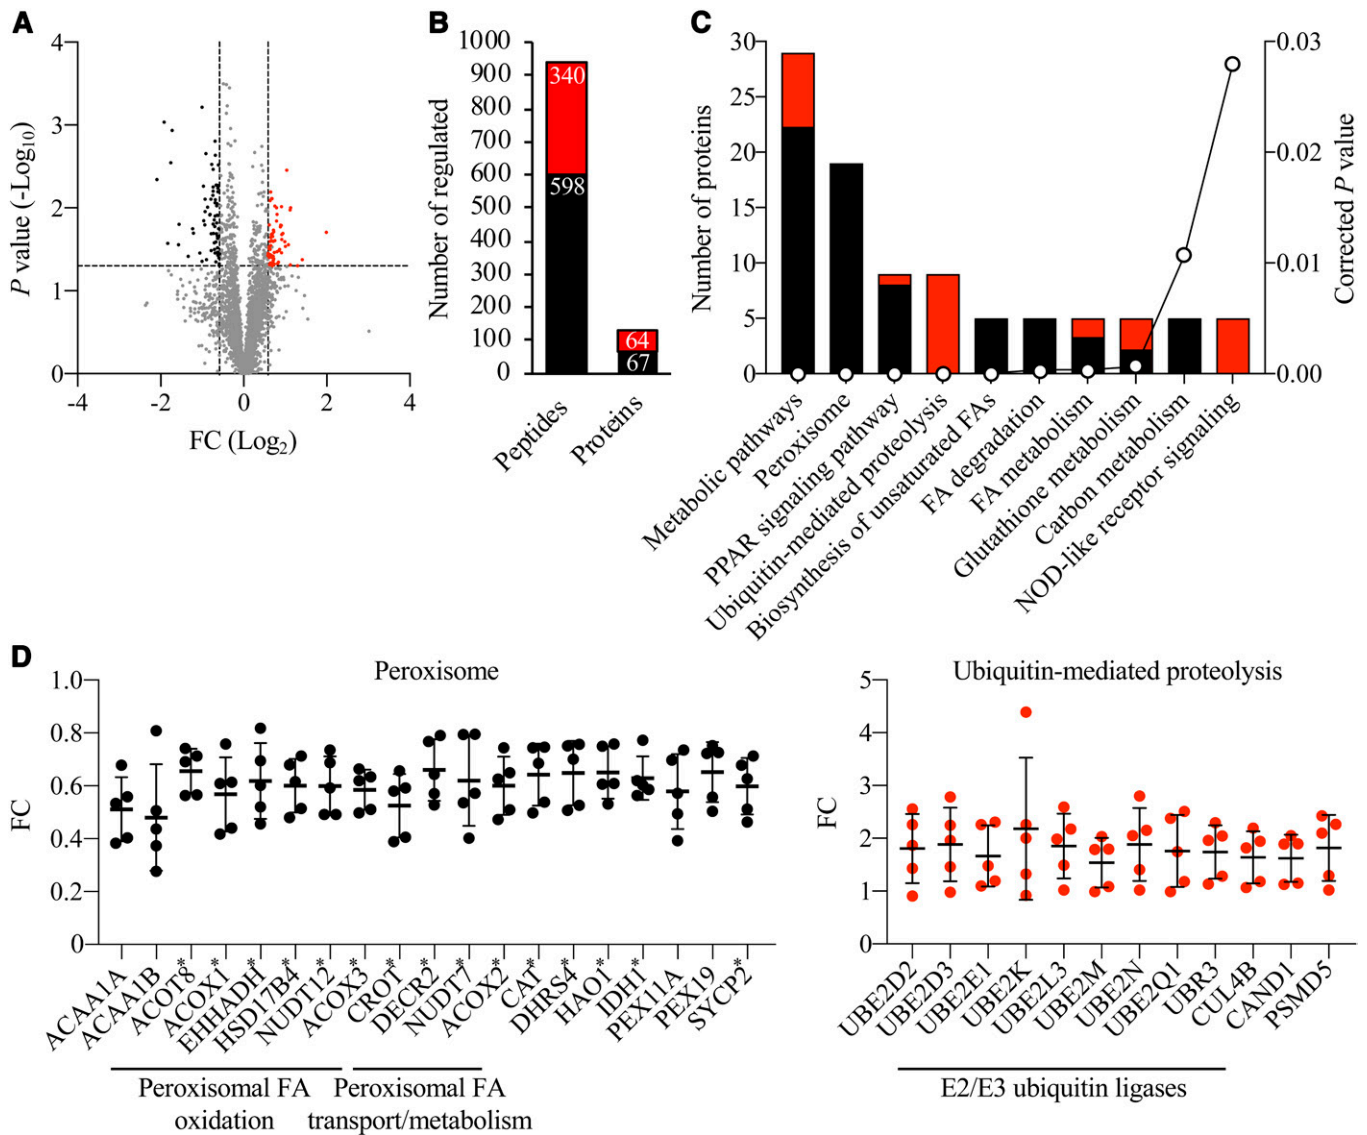 A
4
3
2
1
0
-4
-2
0
2
4
P value (-Log10)
FC (Log2)
B
1000
900
800
700
600
500
400
300
200
100
0
Number of regulated
340
598
64
67
Peptides
Proteins
C
30
25
20
15
10
5
0
Number of proteins
0.03
0.02
0.01
0.00
Corrected P value
Metabolic pathways
Peroxisome
PPAR signaling pathway
Ubiquitin-mediated proteolysis
Biosynthesis of unsaturated FAs
FA degradation
FA metabolism
Glutathione metabolism
Carbon metabolism
NOD-like receptor signaling
D
Peroxisome
1.0
0.8
0.6
0.4
0.2
0
FC
ACAA1A
ACAA1B
ACOT8*
ACOX1*
EHHADH*
HSD17B4*
NUDT12*
ACOX3*
CROT*
DECR2*
NUDT7*
ACOX2*
CAT*
DHRS4*
HAO1*
IDH1*
PEX11A
PEX19
SYCP2*
Peroxisomal FA
oxidation
Peroxisomal FA
transport/metabolism
Ubiquitin-mediated proteolysis
5
4
3
2
1
0
FC
UBE2D2
UBE2D3
UBE2E1
UBE2K
UBE2L3
UBE2M
UBE2N
UBE2Q1
UBR3
CUL4B
CAND1
PSMD5
E2/E3 ubiquitin ligases